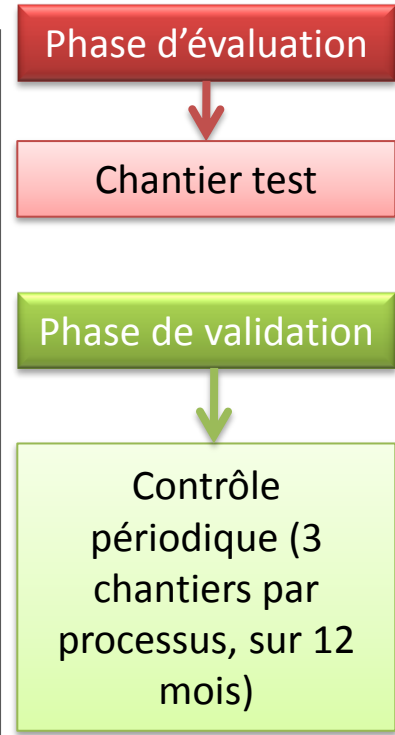 Phase d’évaluation
Chantier test
Phase de validation
Contrôle
périodique (3
chantiers par
processus, sur 12
mois)